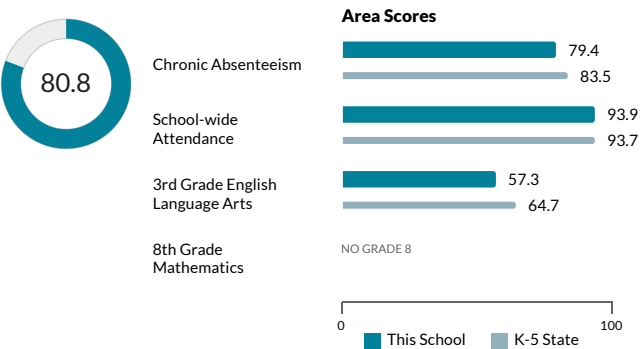 Area Scores
80.8
Chronic Absenteeism
79.4
83.5
School-wide
Attendance
93.9
93.7
3rd Grade English
Language Arts
57.3
64.7
8th Grade
Mathematics
NO GRADE 8
0
100
This School
K-5 State